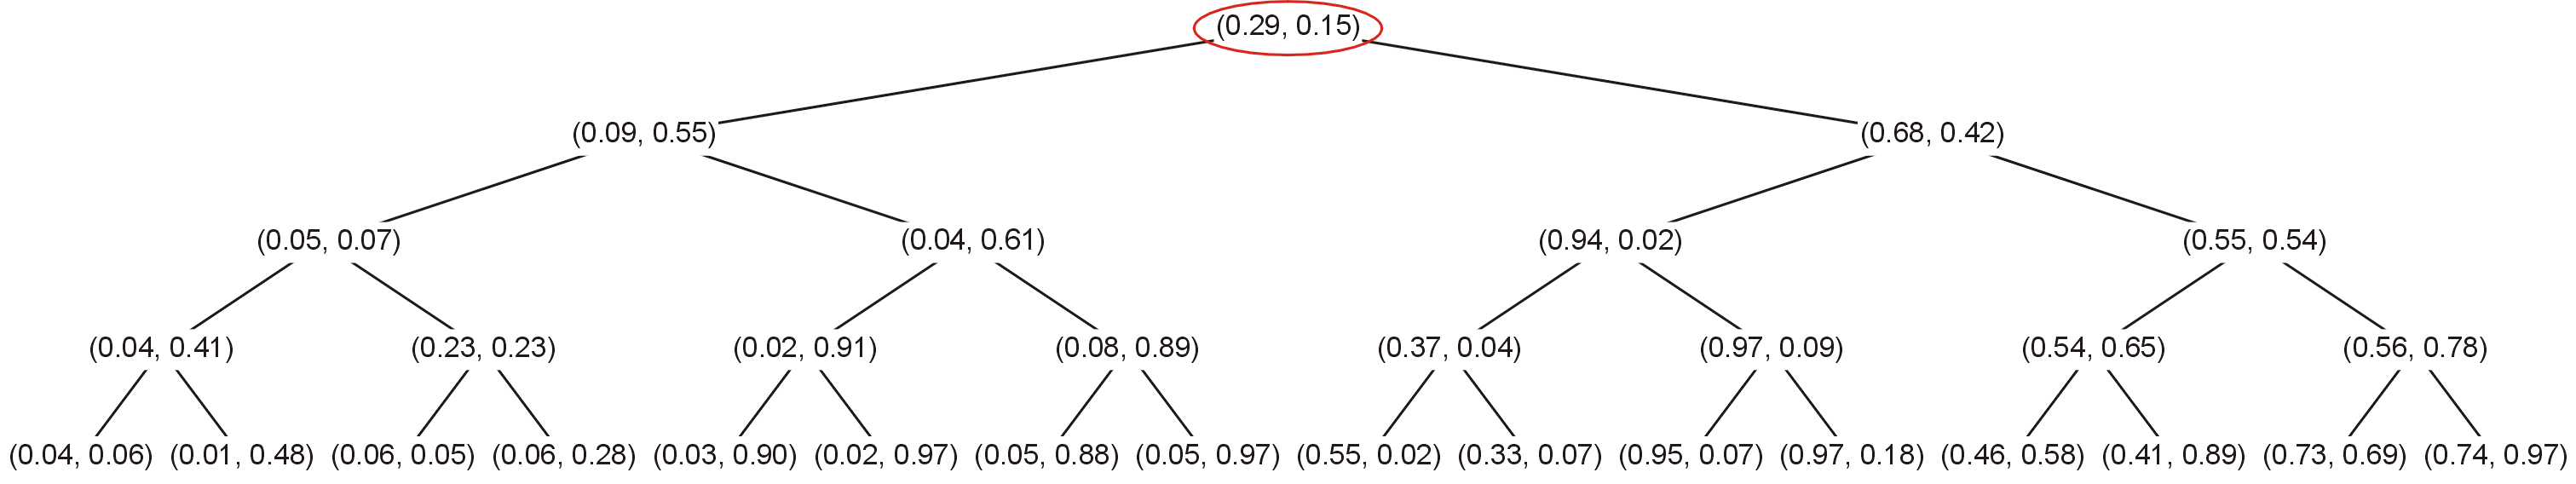 (0.29, 0.15)
(0.09, 0.55) (0.68, 0.42)
(0.05, 0.07) (0.04, 0.61) (0.94, 0.02) (0.55, 0.54)
(0.04, 0.41) (0.23, 0.23) (0.02, 0.91) (0.08, 0.89) (0.37, 0.04) (0.97, 0.09) (0.54, 0.65) (0.56, 0.78)
(0.04, 0.06) (0.01, 0.48) (0.06, 0.05) (0.06, 0.28) (0.03, 0.90) (0.02, 0.97) (0.05, 0.88) (0.05, 0.97) (0.55, 0.02) (0.33, 0.07) (0.95, 0.07) (0.97, 0.18) (0.46, 0.58) (0.41, 0.89) (0.73, 0.69) (0.74, 0.97)